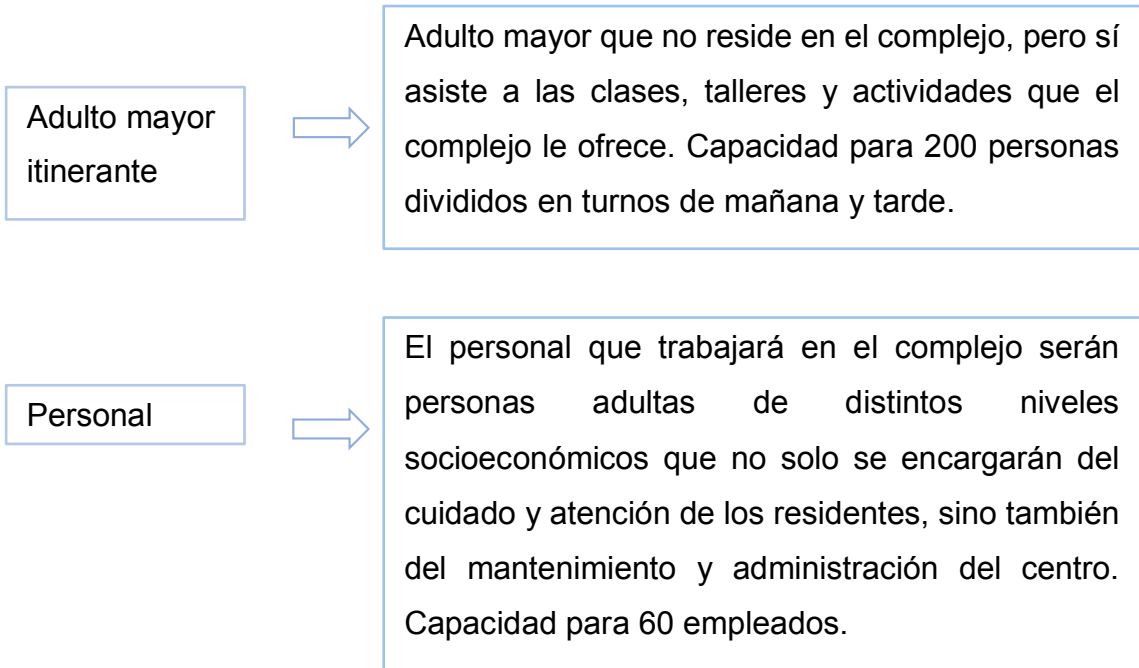 Adulto mayor
itinerante
Adulto mayor que no reside en el complejo, pero sí
asiste a las clases, talleres y actividades que el
complejo le ofrece. Capacidad para 200 personas
divididos en turnos de mañana y tarde.
Personal
El personal que trabajará en el complejo serán
personas adultas de distintos niveles
socioeconómicos que no solo se encargarán del
cuidado y atención de los residentes, sino también
del mantenimiento y administración del centro.
Capacidad para 60 empleados.